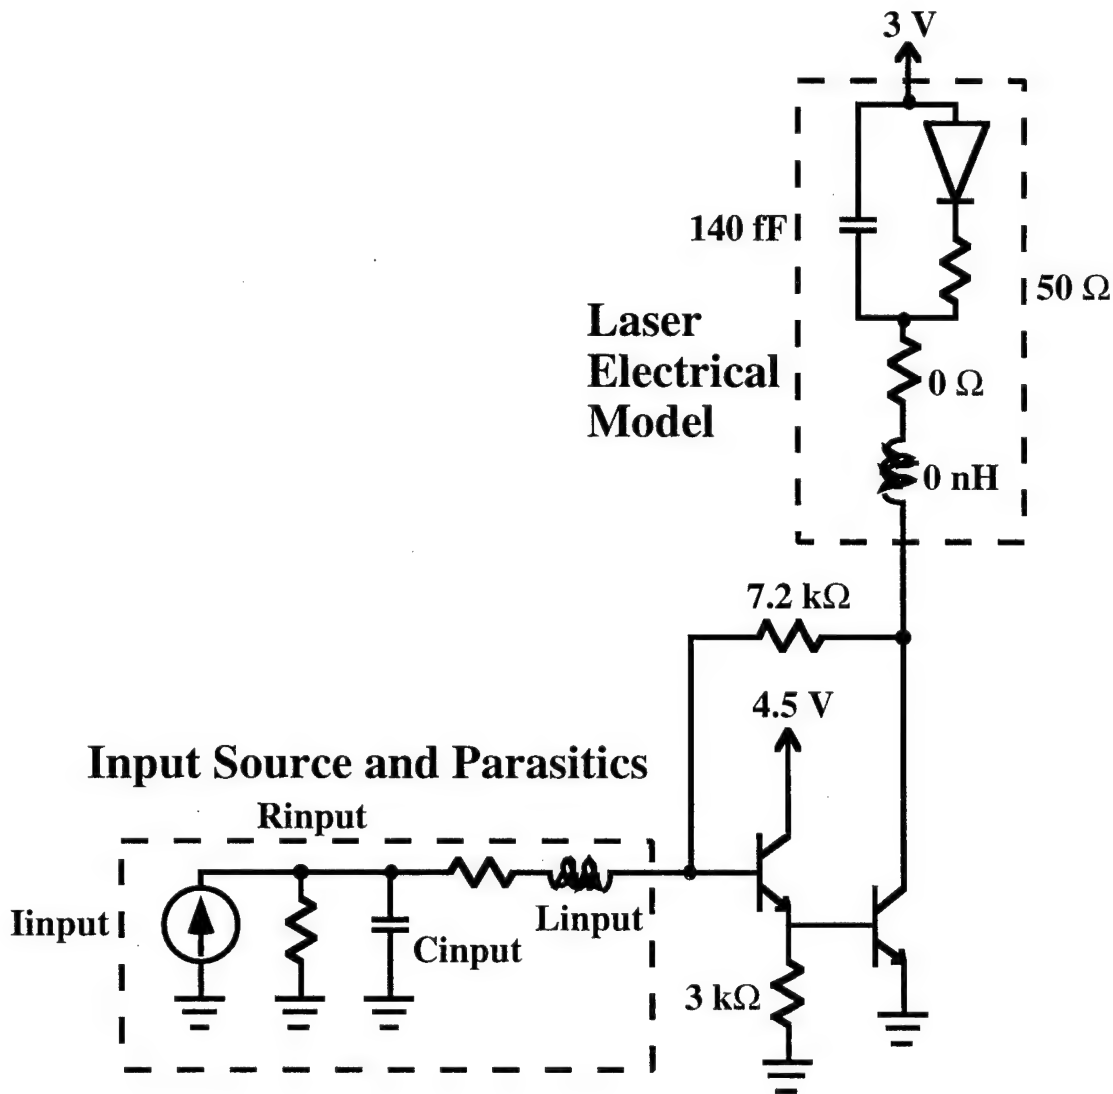 3 V
140 fF
50 Ω
Laser
Electrical
Model
0 Ω
0 nH
7.2 kΩ
4.5 V
Input Source and Parasitics
Rinput
Iinput
Cinput
Linput
3 kΩ